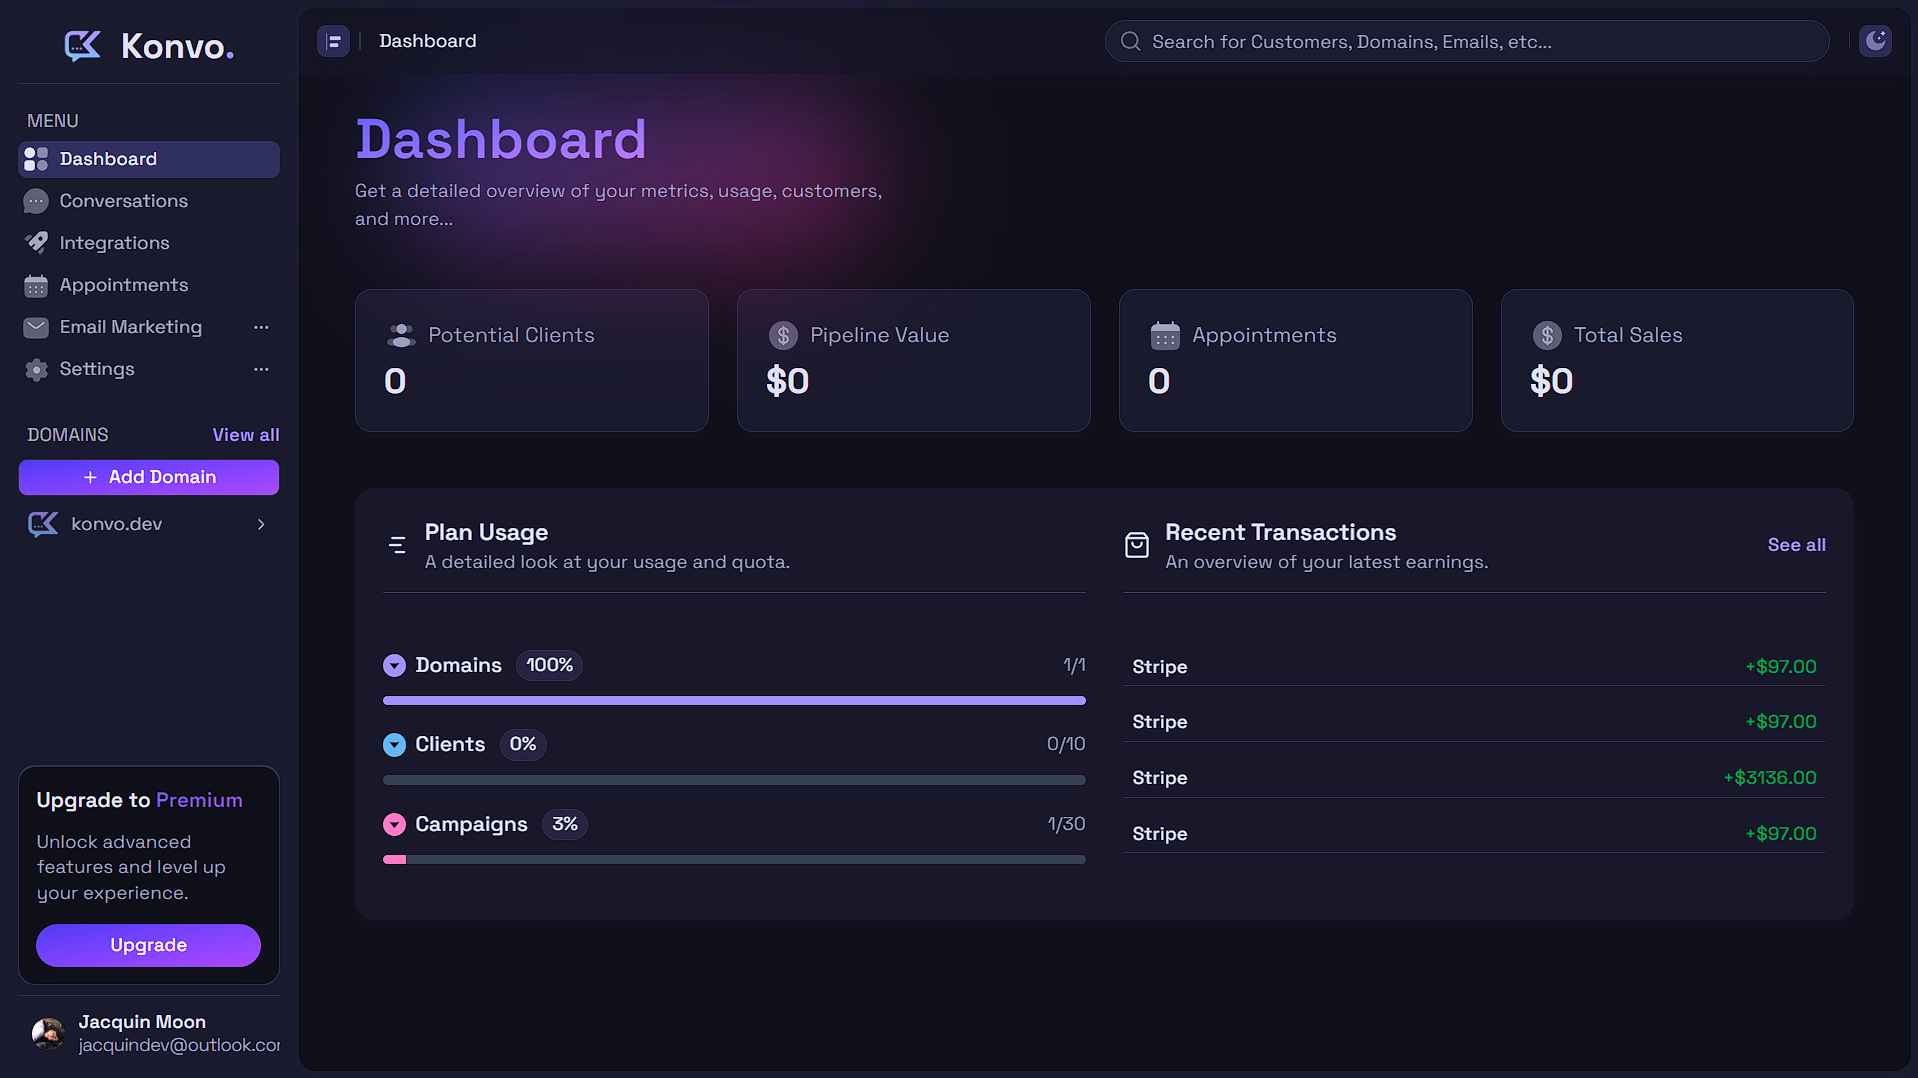 Konvo.
MENU
Dashboard
Conversations
Integrations
Appointments
Email Marketing
Settings
DOMAINS
View all
+ Add Domain
konvo.dev
Upgrade to Premium
Unlock advanced
features and level up
your experience.
Upgrade
Jacquin Moon
jacquindev@outlook.co
Dashboard
Search for Customers, Domains, Emails, etc...
Dashboard
Get a detailed overview of your metrics, usage, customers,
and more...
Potential Clients
0
Pipeline Value
$0
Appointments
0
Total Sales
$0
Plan Usage
A detailed look at your usage and quota.
Domains 100% 1/1
Clients 0% 0/10
Campaigns 3% 1/30
Recent Transactions
An overview of your latest earnings.
See all
Stripe +$97.00
Stripe +$97.00
Stripe +$3136.00
Stripe +$97.00